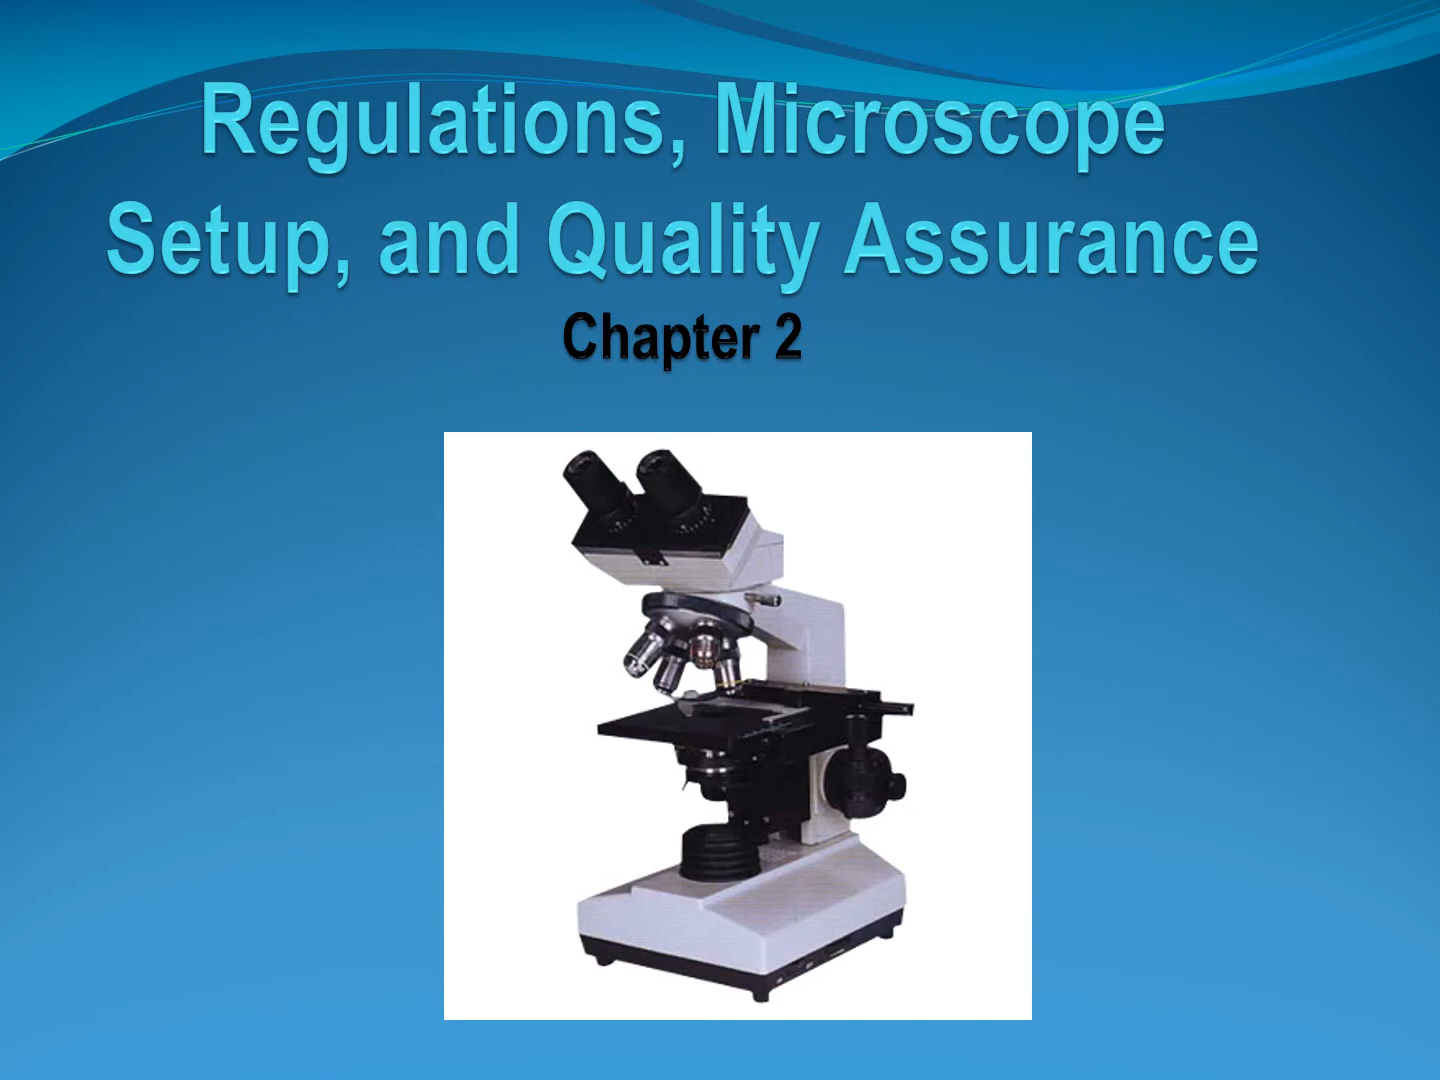 Regulations, Microscope
Setup, and Quality Assurance
Chapter 2